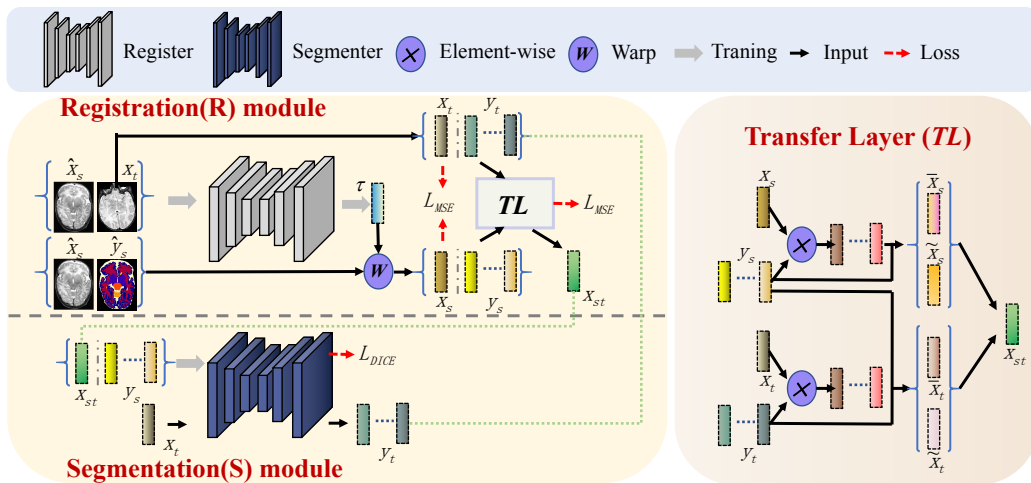 Register
Segmenter
Element-wise
W
Warp
Traning
Input
Loss
Registration(R) module
x̂_s
x_t
τ
x̂_s
ŷ_s
W
x_t
y_t
L_MSE
TL
L_MSE
x_s
y_s
x_st
x_st
y_s
L_DICE
x_t
y_t
Segmentation(S) module
Transfer Layer (TL)
x_s
y_s
x̅_s
x̃_s
x_t
y_t
x̅_t
x̃_t
x_st